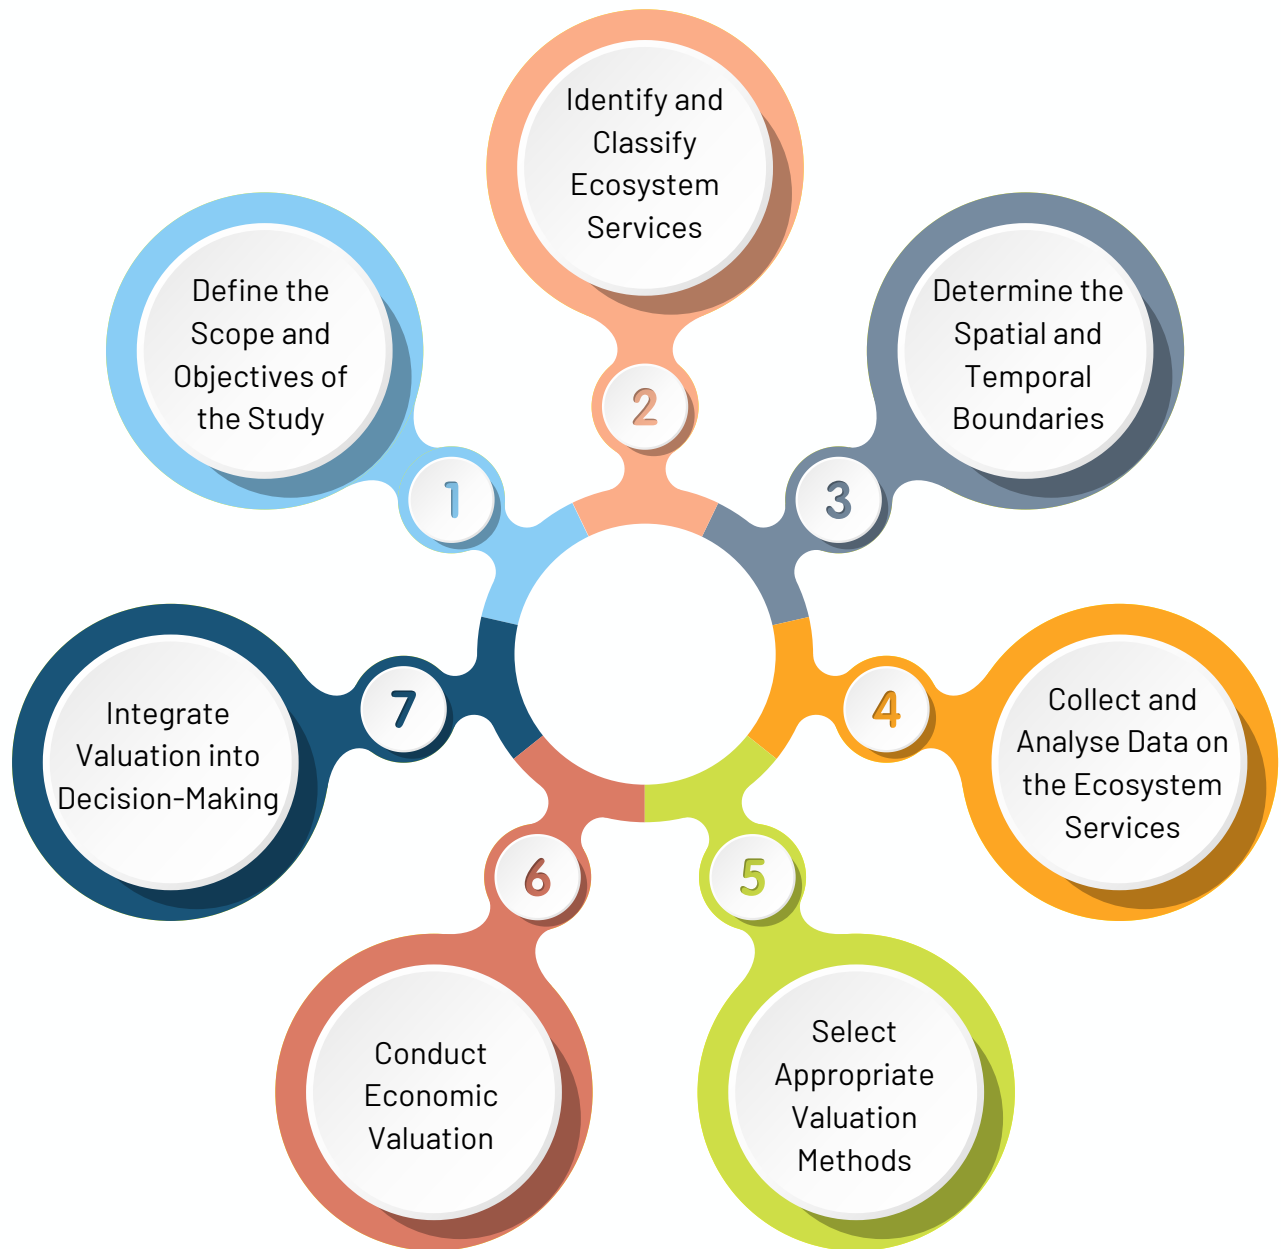 1
Define the
Scope and
Objectives of
the Study
2
Identify and
Classify
Ecosystem
Services
3
Determine the
Spatial and
Temporal
Boundaries
4
Collect and
Analyse Data on
the Ecosystem
Services
5
Select
Appropriate
Valuation
Methods
6
Conduct
Economic
Valuation
7
Integrate
Valuation into
Decision-Making